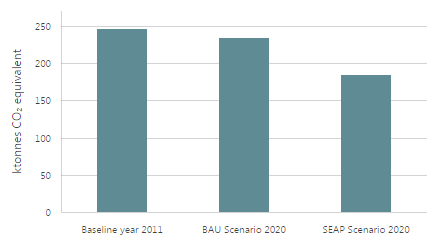 ktonnes CO₂ equivalent
250
200
150
100
50
0
Baseline year 2011
BAU Scenario 2020
SEAP Scenario 2020